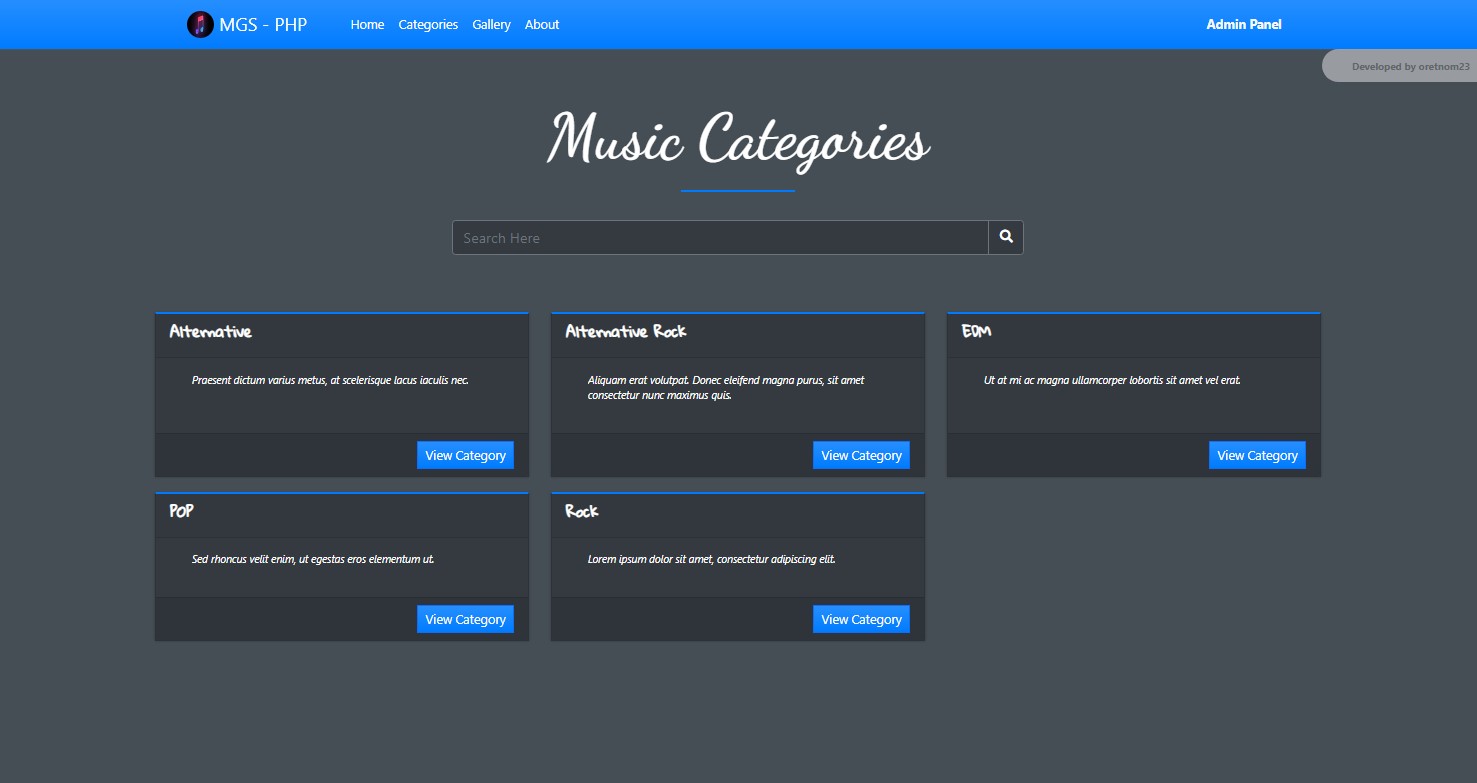 MGS - PHP
Home
Categories
Gallery
About
Admin Panel
Developed by oretnom23
Music Categories
Search Here
Alternative
Praesent dictum varius metus, at scelerisque lacus iaculis nec.
View Category
Alternative Rock
Aliquam erat volutpat. Donec eleifend magna purus, sit amet
consectetur nunc maximus quis.
View Category
EDM
Ut at mi ac magna ullamcorper lobortis sit amet vel erat.
View Category
POP
Sed rhoncus velit enim, ut egestas eros elementum ut.
View Category
Rock
Lorem ipsum dolor sit amet, consectetur adipiscing elit.
View Category